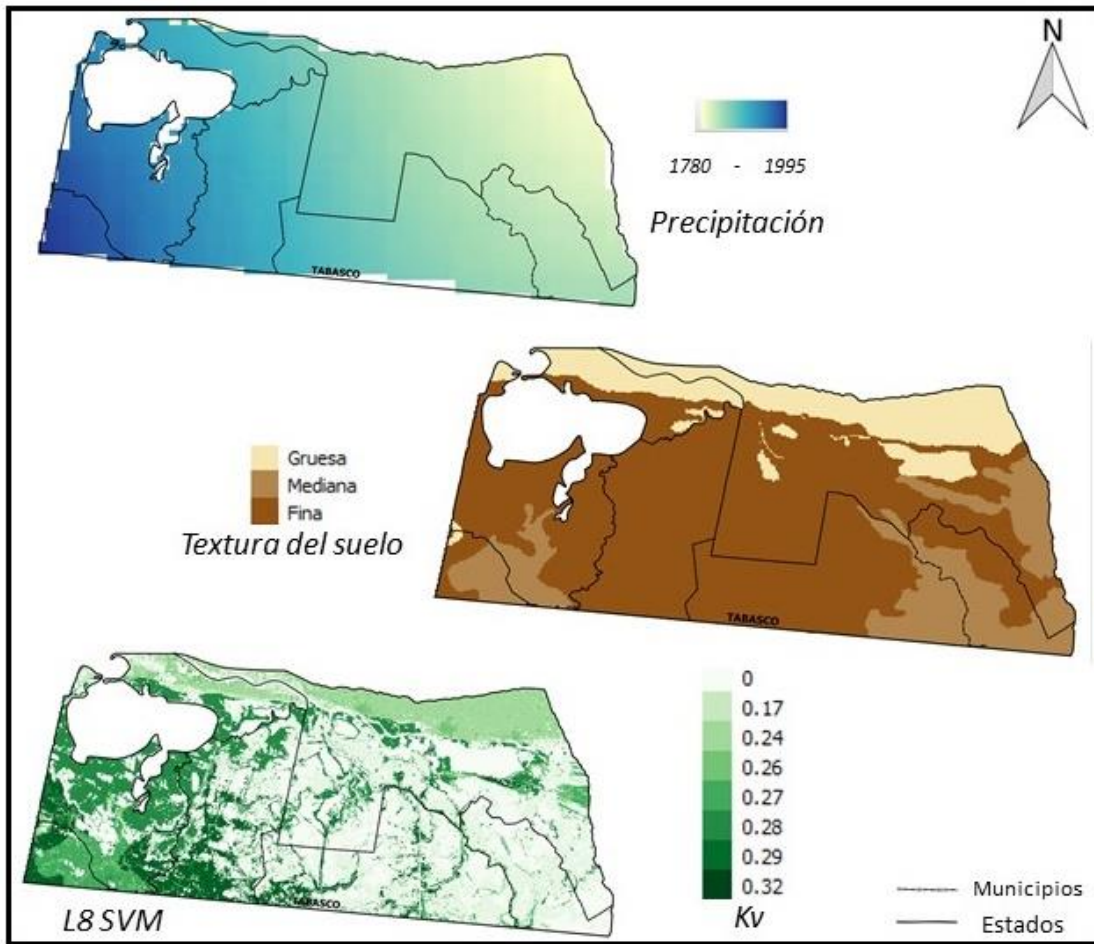 N
1780 - 1995
Precipitación
TABASCO
Gruesa
Mediana
Fina
Textura del suelo
TABASCO
0
0.17
0.24
0.26
0.27
0.28
0.29
0.32
Kv
TABASCO
L8 SVM
Municipios
Estados